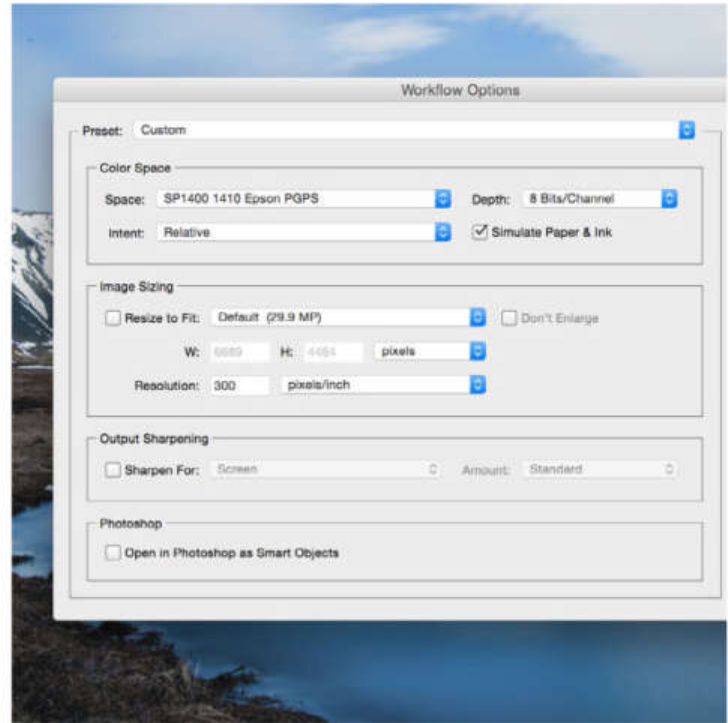 Workflow Options
Preset: Custom
Color Space
Space: SP1400 1410 Epson PGPS Depth: 8 Bits/Channel
Intent: Relative Simulate Paper & Ink
Image Sizing
Resize to Fit: Default (29.9 MP) Don't Enlarge
W: 6689 H: 4464 pixels
Resolution: 300 pixels/inch
Output Sharpening
Sharpen For: Screen Amount: Standard
Photoshop
Open in Photoshop as Smart Objects